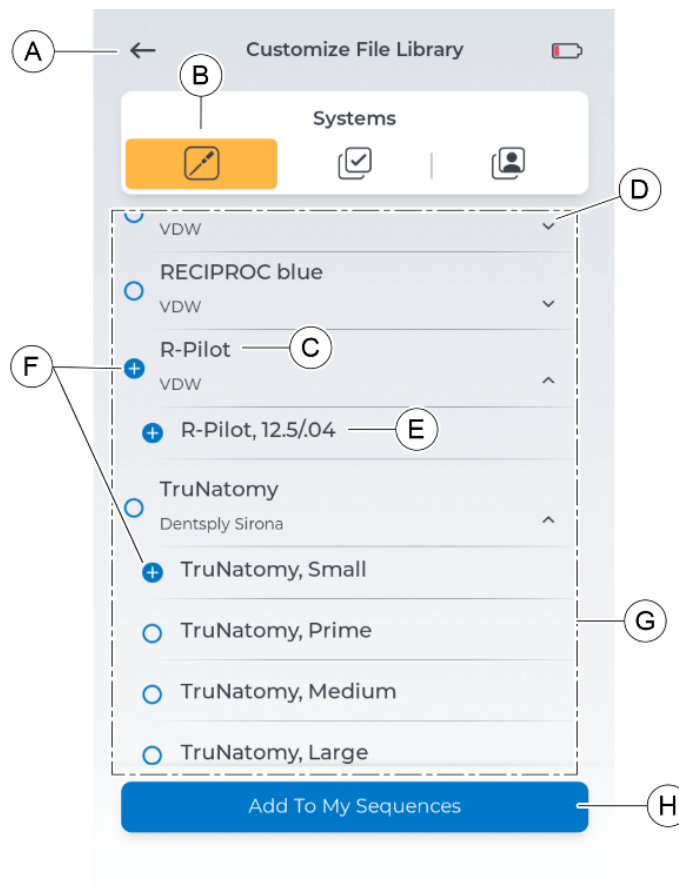 A
Customize File Library
B
Systems
D
VDW
RECIPROC blue
VDW
R-Pilot
C
F
VDW
R-Pilot, 12.5/.04
E
TruNatomy
Dentsply Sirona
TruNatomy, Small
TruNatomy, Prime
G
TruNatomy, Medium
TruNatomy, Large
Add To My Sequences
H